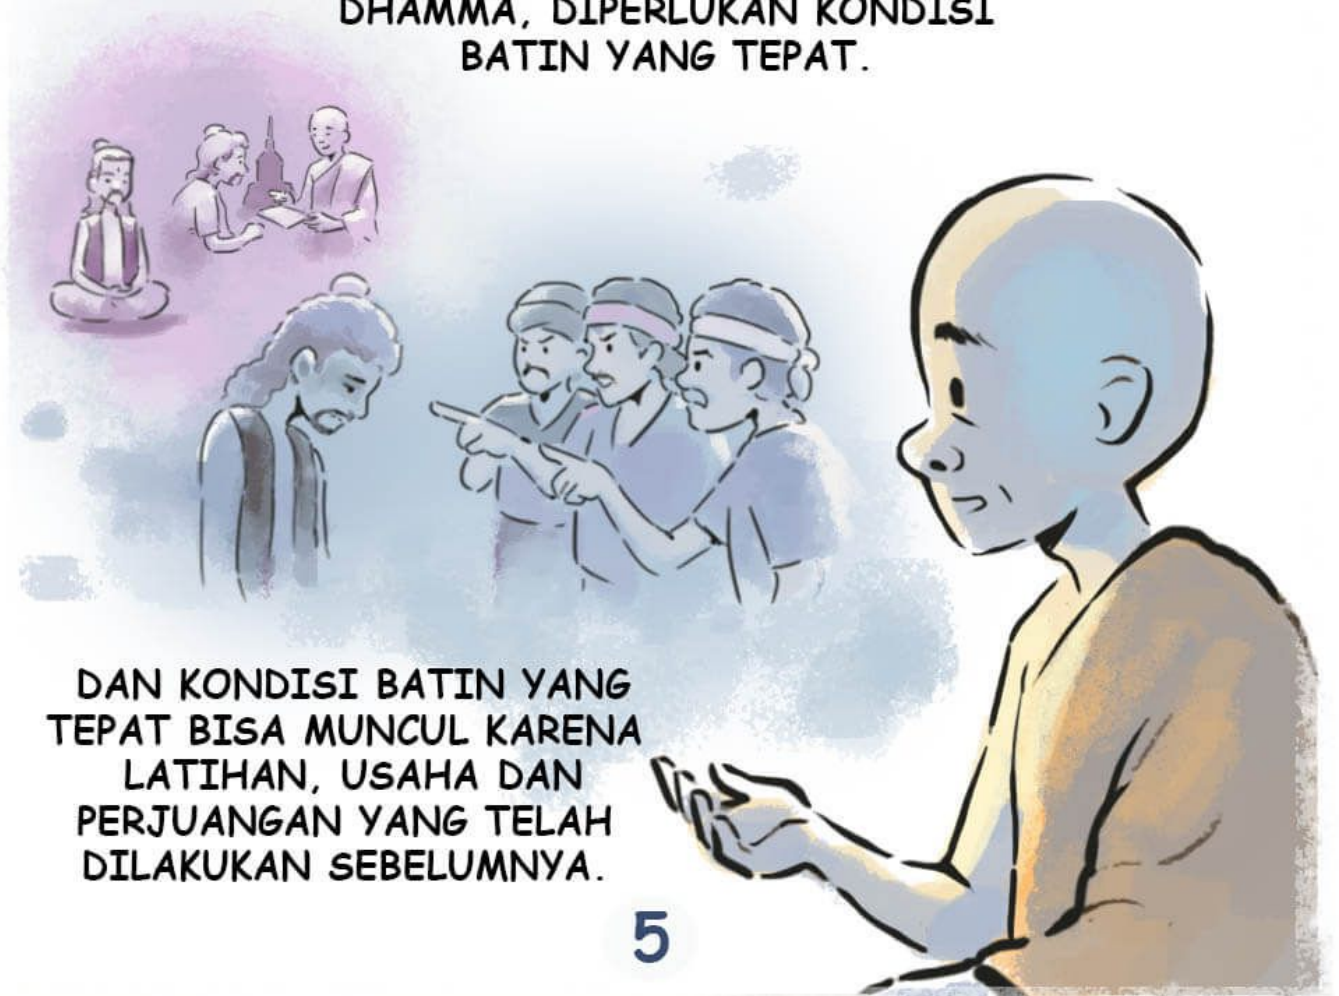 DHAMMA, DIPERLUKAN KONDISI
BATIN YANG TEPAT.
DAN KONDISI BATIN YANG
TEPAT BISA MUNCUL KARENA
LATIHAN, USAHA DAN
PERJUANGAN YANG TELAH
DILAKUKAN SEBELUMNYA.
5